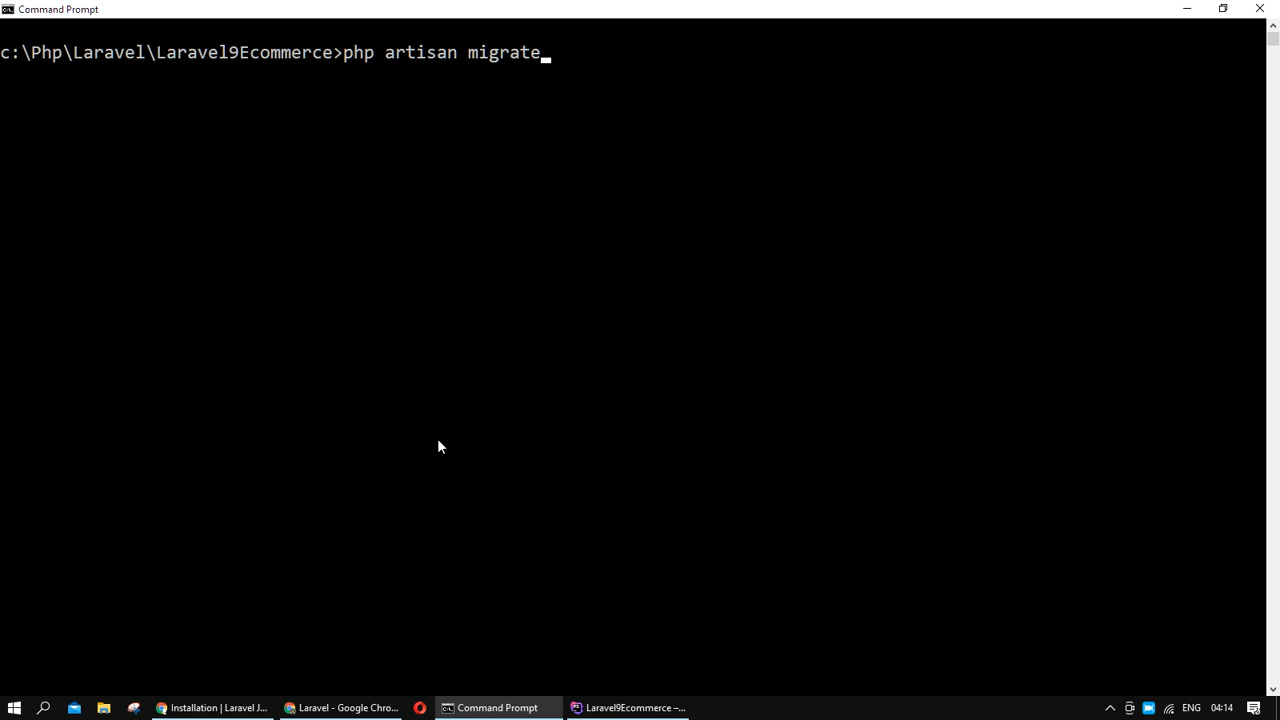 Command Prompt
c:\Php\Laravel\Laravel9Ecommerce>php artisan migrate
Installation | Laravel J...
Laravel - Google Chro...
Command Prompt
Laravel9Ecommerce –...
ENG
04:14